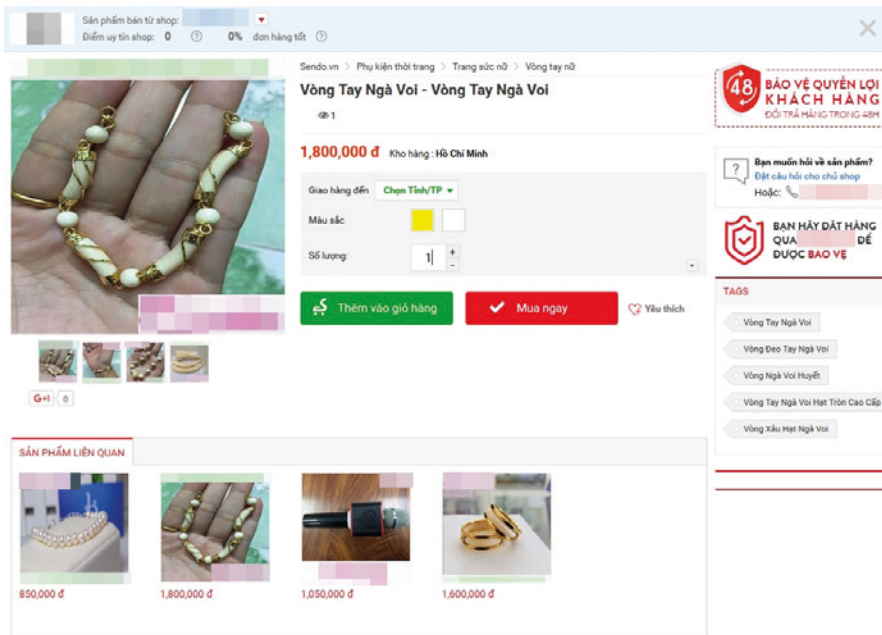 Sản phẩm bán từ shop:
Điểm uy tín shop: 0 ? 0% đơn hàng tốt ?
Sendo.vn > Phụ kiện thời trang > Trang sức nữ > Vòng tay nữ
Vòng Tay Ngà Voi - Vòng Tay Ngà Voi
1
1,800,000 đ Kho hàng : Hồ Chí Minh
Giao hàng đến Chọn Tỉnh/TP
Màu sắc
Số lượng: 1 + -
Thêm vào giỏ hàng Mua ngay Yêu thích
G+1 0
48 BẢO VỆ QUYỀN LỢI
KHÁCH HÀNG
ĐỔI TRẢ HÀNG TRONG 48H
? Bạn muốn hỏi về sản phẩm?
Đặt câu hỏi cho chủ shop
Hoặc:
BẠN HÃY ĐẶT HÀNG
QUA ĐỂ
ĐƯỢC BẢO VỆ
TAGS
Vòng Tay Ngà Voi
Vòng Đeo Tay Ngà Voi
Vòng Ngà Voi Huyết
Vòng Tay Ngà Voi Hạt Tròn Cao Cấp
Vòng Xâu Hạt Ngà Voi
SẢN PHẨM LIÊN QUAN
850,000 đ
1,800,000 đ
1,050,000 đ
1,600,000 đ